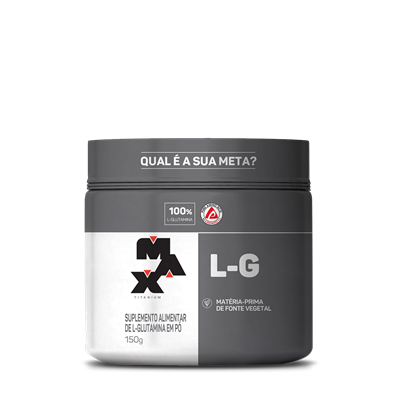 QUAL É A SUA META?
100%
L-GLUTAMINA
MAX
TITANIUM
L-G
MATÉRIA-PRIMA
DE FONTE VEGETAL
SUPLEMENTO ALIMENTAR
DE L-GLUTAMINA EM PÓ
150g